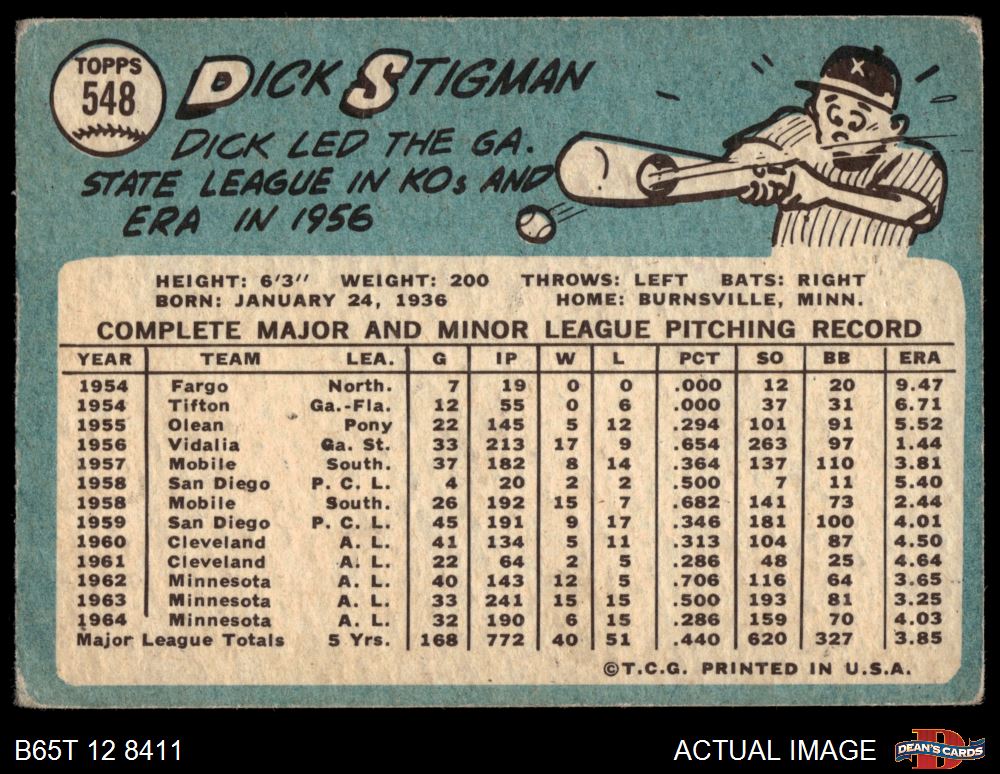 TOPPS
548
DICK STIGMAN
DICK LED THE GA.
STATE LEAGUE IN KOs AND
ERA IN 1956
X
HEIGHT: 6'3" WEIGHT: 200 THROWS: LEFT BATS: RIGHT
BORN: JANUARY 24, 1936 HOME: BURNSVILLE, MINN.
COMPLETE MAJOR AND MINOR LEAGUE PITCHING RECORD
YEAR TEAM LEA. G IP W L PCT SO BB ERA
1954 Fargo North. 7 19 0 0 .000 12 20 9.47
1954 Tifton Ga.-Fla. 12 55 0 6 .000 37 31 6.71
1955 Olean Pony 22 145 5 12 .294 101 91 5.52
1956 Vidalia Ga. St. 33 213 17 9 .654 263 97 1.44
1957 Mobile South. 37 182 8 14 .364 137 110 3.81
1958 San Diego P. C. L. 4 20 2 2 .500 7 11 5.40
1958 Mobile South. 26 192 15 7 .682 141 73 2.44
1959 San Diego P. C. L. 45 191 9 17 .346 181 100 4.01
1960 Cleveland A. L. 41 134 5 11 .313 104 87 4.50
1961 Cleveland A. L. 22 64 2 5 .286 48 25 4.64
1962 Minnesota A. L. 40 143 12 5 .706 116 64 3.65
1963 Minnesota A. L. 33 241 15 15 .500 193 81 3.25
1964 Minnesota A. L. 32 190 6 15 .286 159 70 4.03
Major League Totals 5 Yrs. 168 772 40 51 .440 620 327 3.85
©T.C.G. PRINTED IN U.S.A.
B65T 12 8411 ACTUAL IMAGE D DEAN'S CARDS